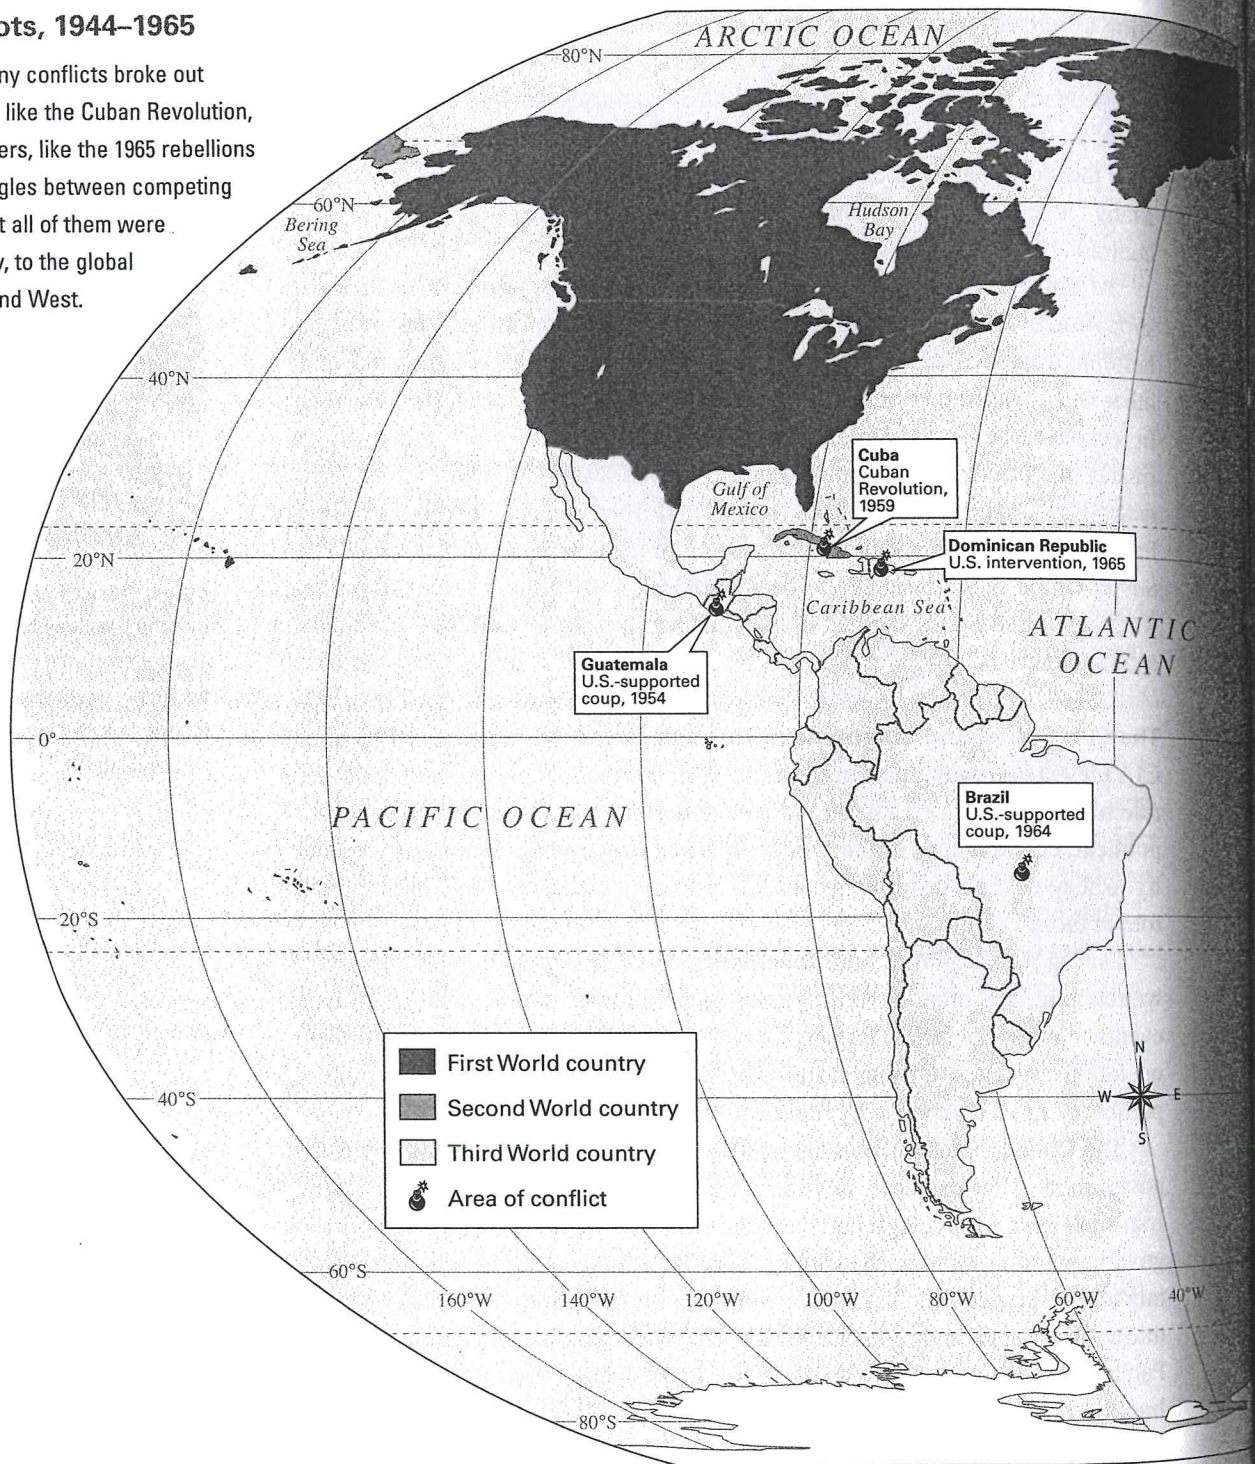 ots, 1944–1965
ny conflicts broke out
like the Cuban Revolution,
ers, like the 1965 rebellions
gles between competing
t all of them were
y, to the global
nd West.
ARCTIC OCEAN
80°N
60°N
Bering
Sea
Hudson
Bay
40°N
Cuba
Cuban
Revolution,
1959
Gulf of
Mexico
20°N
Dominican Republic
U.S. intervention, 1965
Caribbean Sea
ATLANTIC
OCEAN
Guatemala
U.S.-supported
coup, 1954
0°
PACIFIC OCEAN
Brazil
U.S.-supported
coup, 1964
20°S
First World country
Second World country
Third World country
Area of conflict
N
W
E
S
40°S
60°S
160°W
140°W
120°W
100°W
80°W
60°W
40°W
80°S